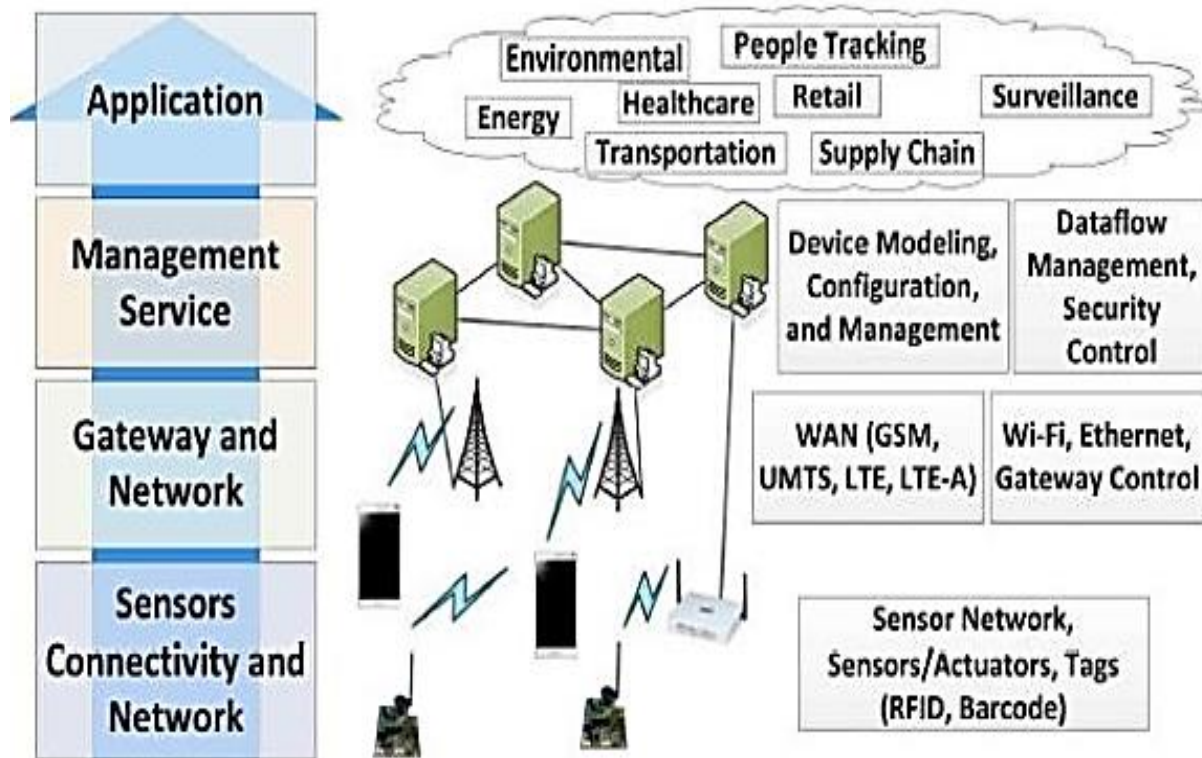 Application
Environmental
People Tracking
Energy
Healthcare
Retail
Surveillance
Transportation
Supply Chain
Management
Service
Device Modeling,
Configuration,
and Management
Dataflow
Management,
Security
Control
Gateway and
Network
WAN (GSM,
UMTS, LTE, LTE-A)
Wi-Fi, Ethernet,
Gateway Control
Sensors
Connectivity and
Network
Sensor Network,
Sensors/Actuators, Tags
(RFID, Barcode)